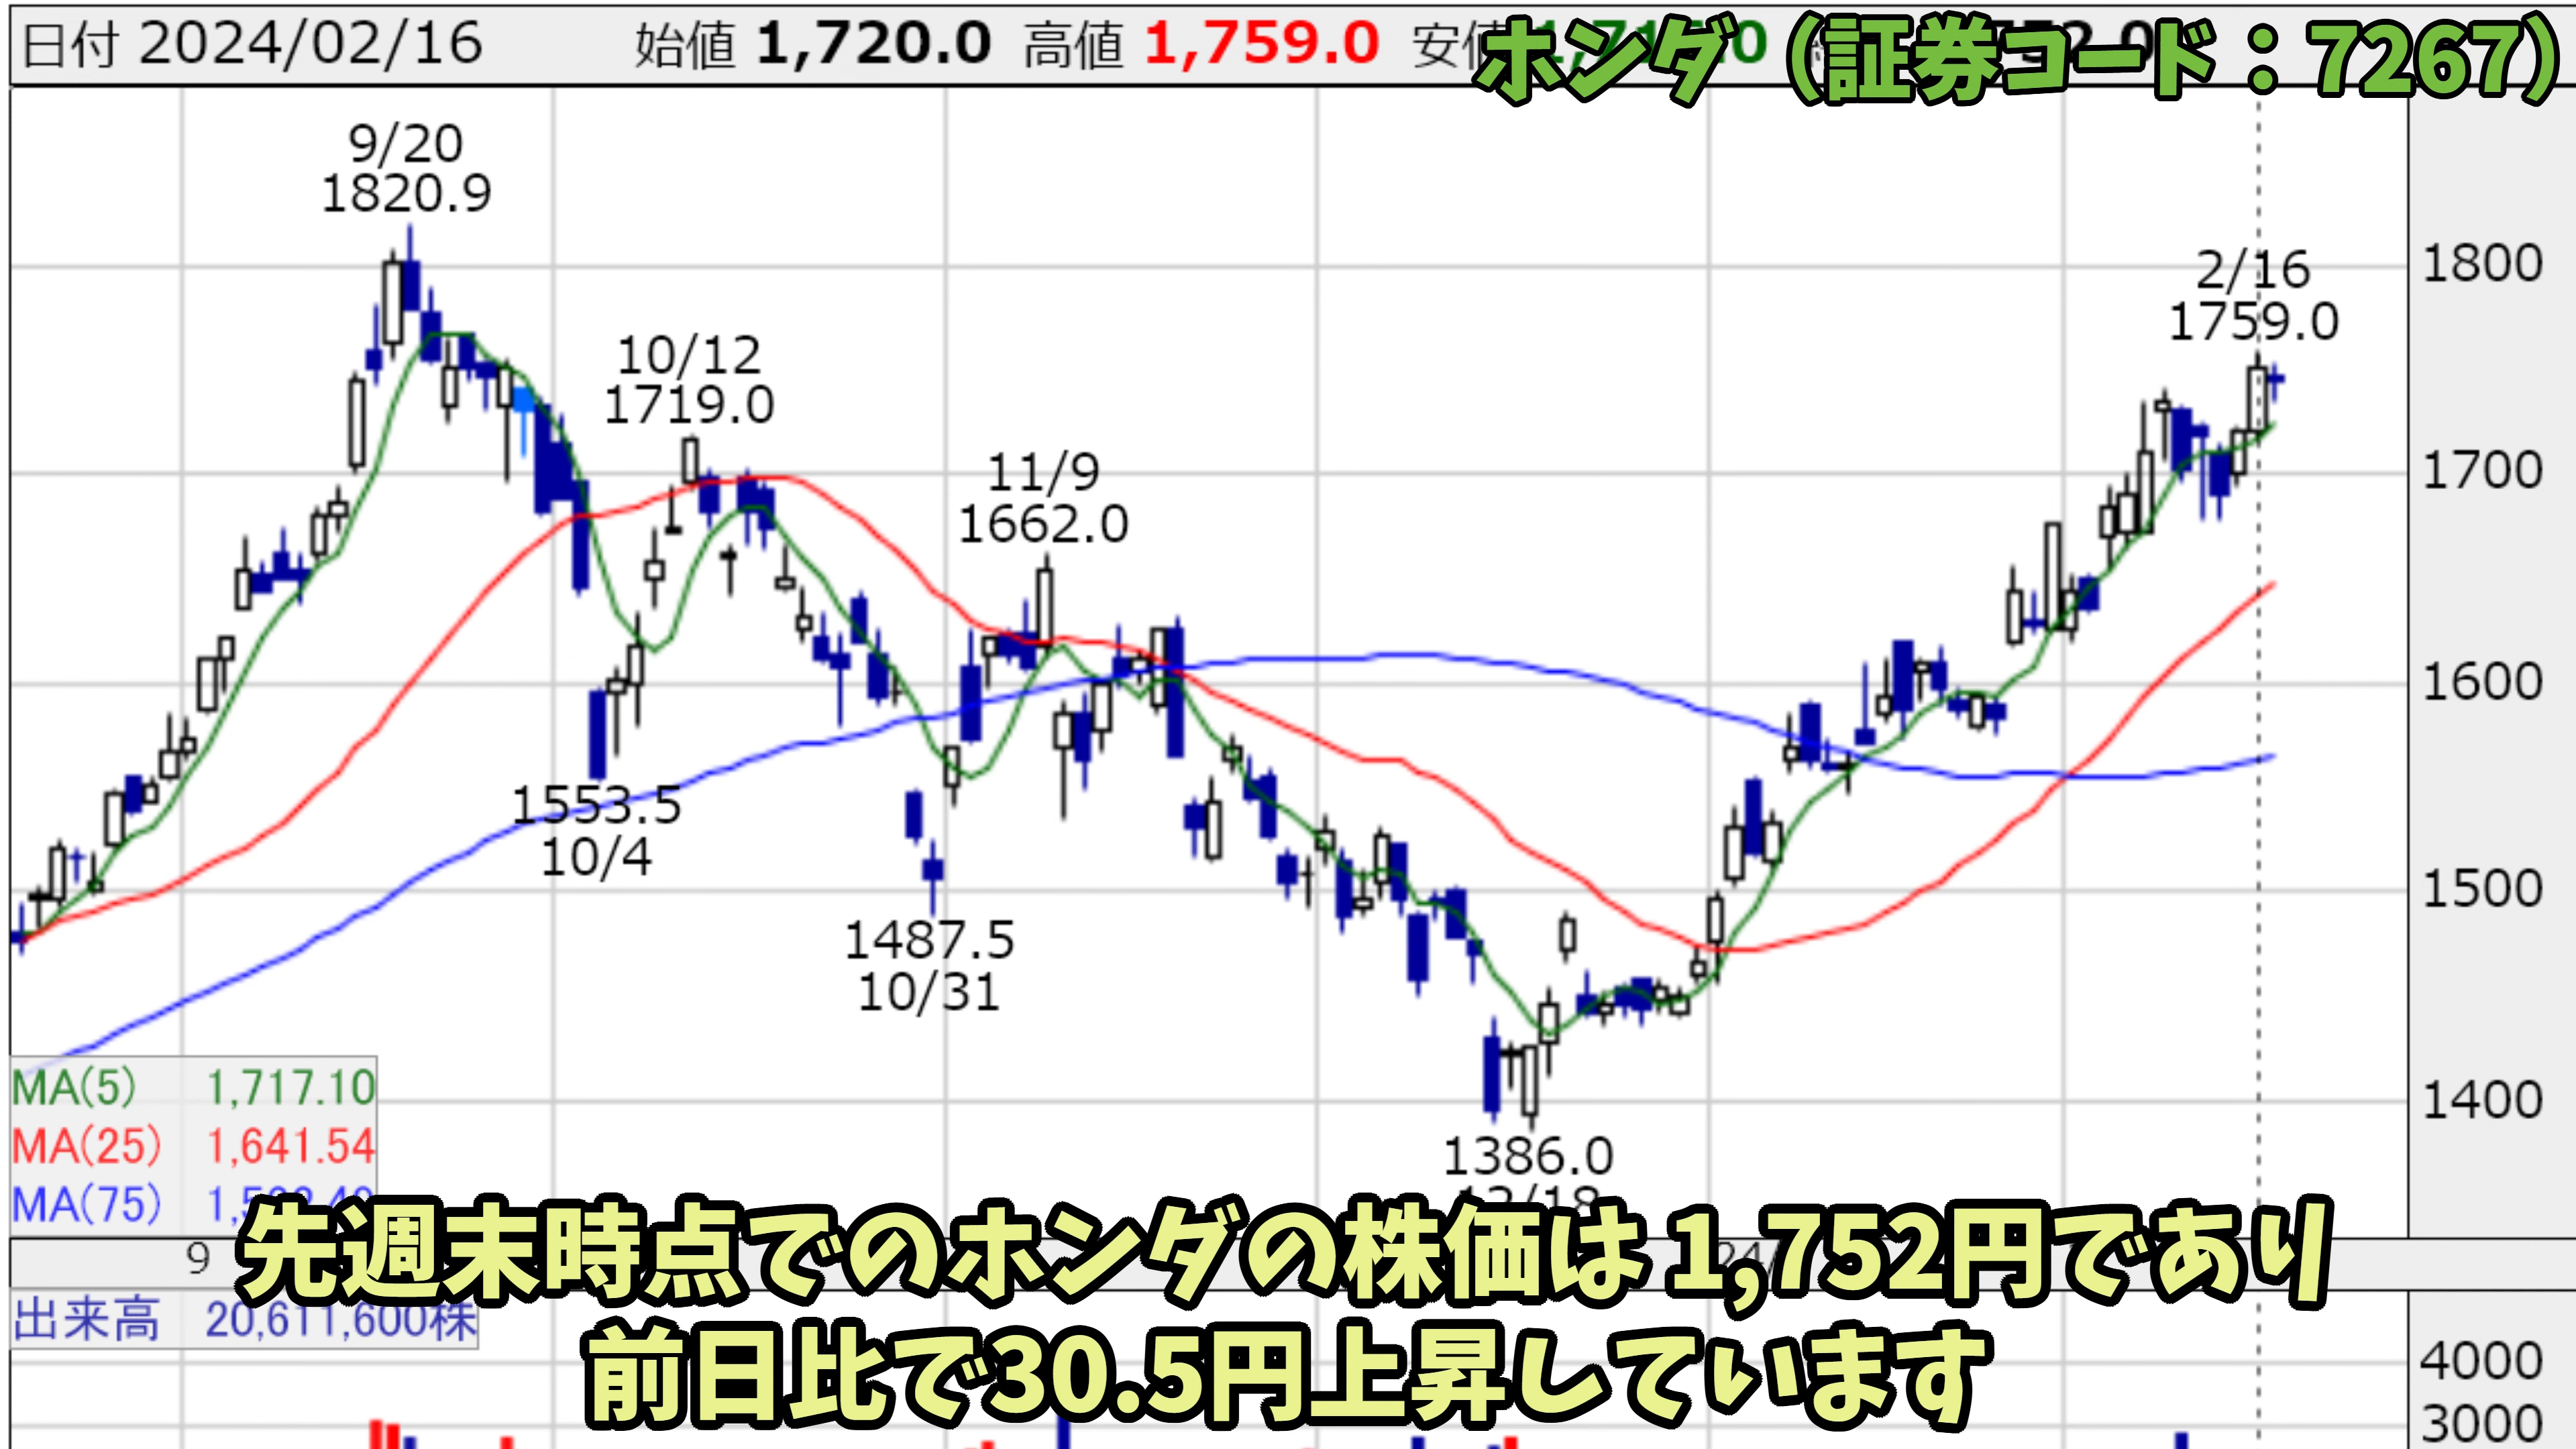 日付 2024/02/16 始値 1,720.0 高値 1,759.0
ホンダ（証券コード：7267）
9/20
1820.9
10/12
1719.0
11/9
1662.0
2/16
1759.0
1553.5
10/4
1487.5
10/31
1386.0
12/18
1800
1700
1600
1500
1400
MA(5) 1,717.10
MA(25) 1,641.54
MA(75)
9
出来高 20,611,600株
4000
3000
先週末時点でのホンダの株価は1,752円であり
前日比で30.5円上昇しています